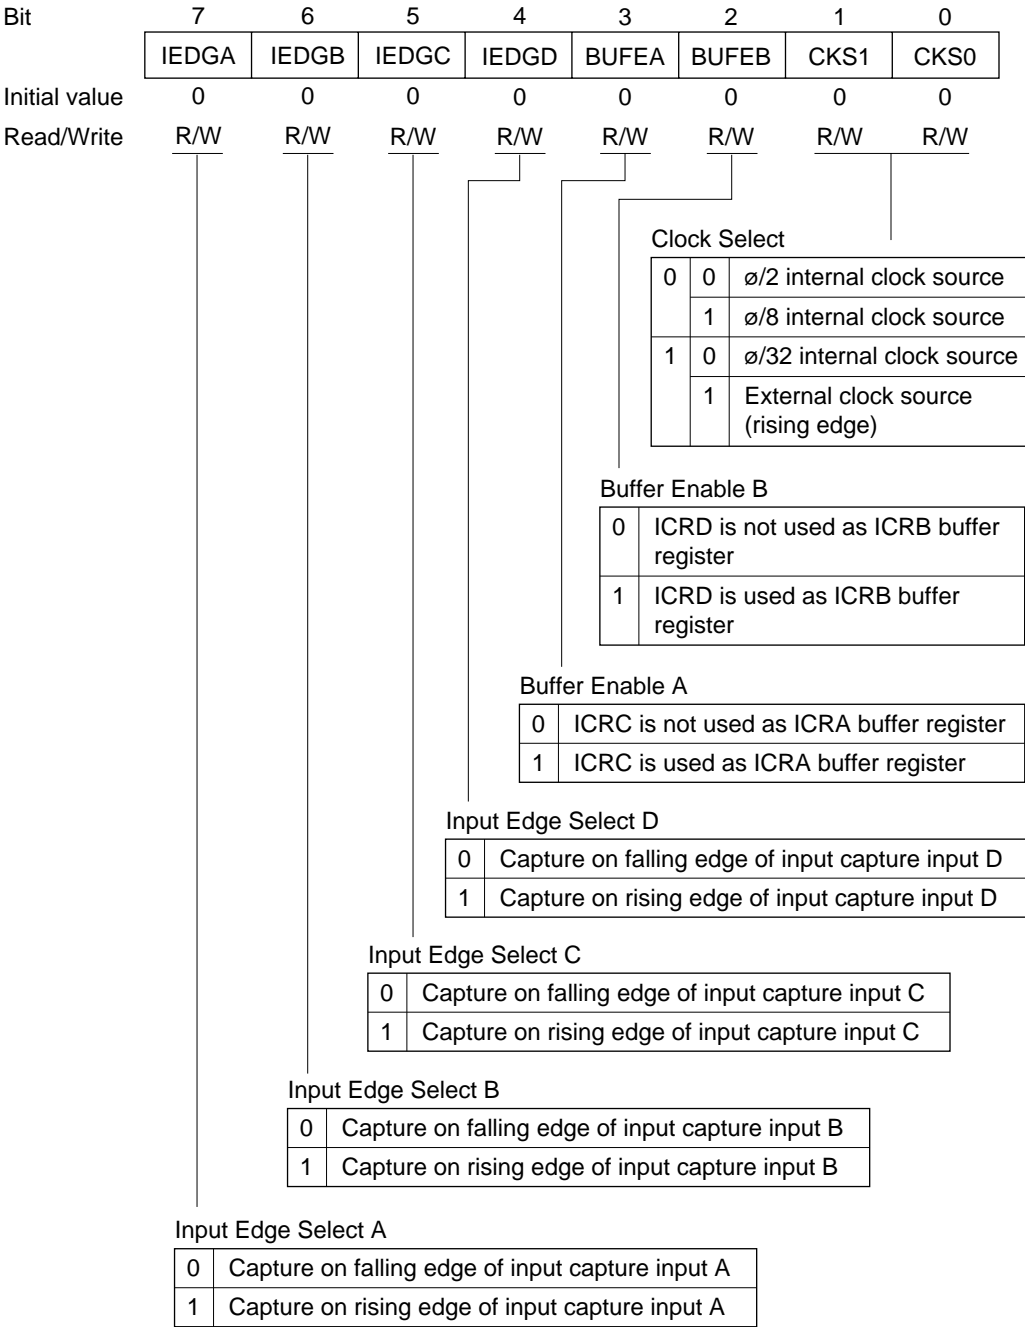 Bit 7 6 5 4 3 2 1 0
IEDGA IEDGB IEDGC IEDGD BUFEA BUFEB CKS1 CKS0
Initial value 0 0 0 0 0 0 0 0
Read/Write R/W R/W R/W R/W R/W R/W R/W R/W
Clock Select
0 0 ø/2 internal clock source
1 ø/8 internal clock source
1 0 ø/32 internal clock source
1 External clock source
(rising edge)
Buffer Enable B
0 ICRD is not used as ICRB buffer
register
1 ICRD is used as ICRB buffer
register
Buffer Enable A
0 ICRC is not used as ICRA buffer register
1 ICRC is used as ICRA buffer register
Input Edge Select D
0 Capture on falling edge of input capture input D
1 Capture on rising edge of input capture input D
Input Edge Select C
0 Capture on falling edge of input capture input C
1 Capture on rising edge of input capture input C
Input Edge Select B
0 Capture on falling edge of input capture input B
1 Capture on rising edge of input capture input B
Input Edge Select A
0 Capture on falling edge of input capture input A
1 Capture on rising edge of input capture input A